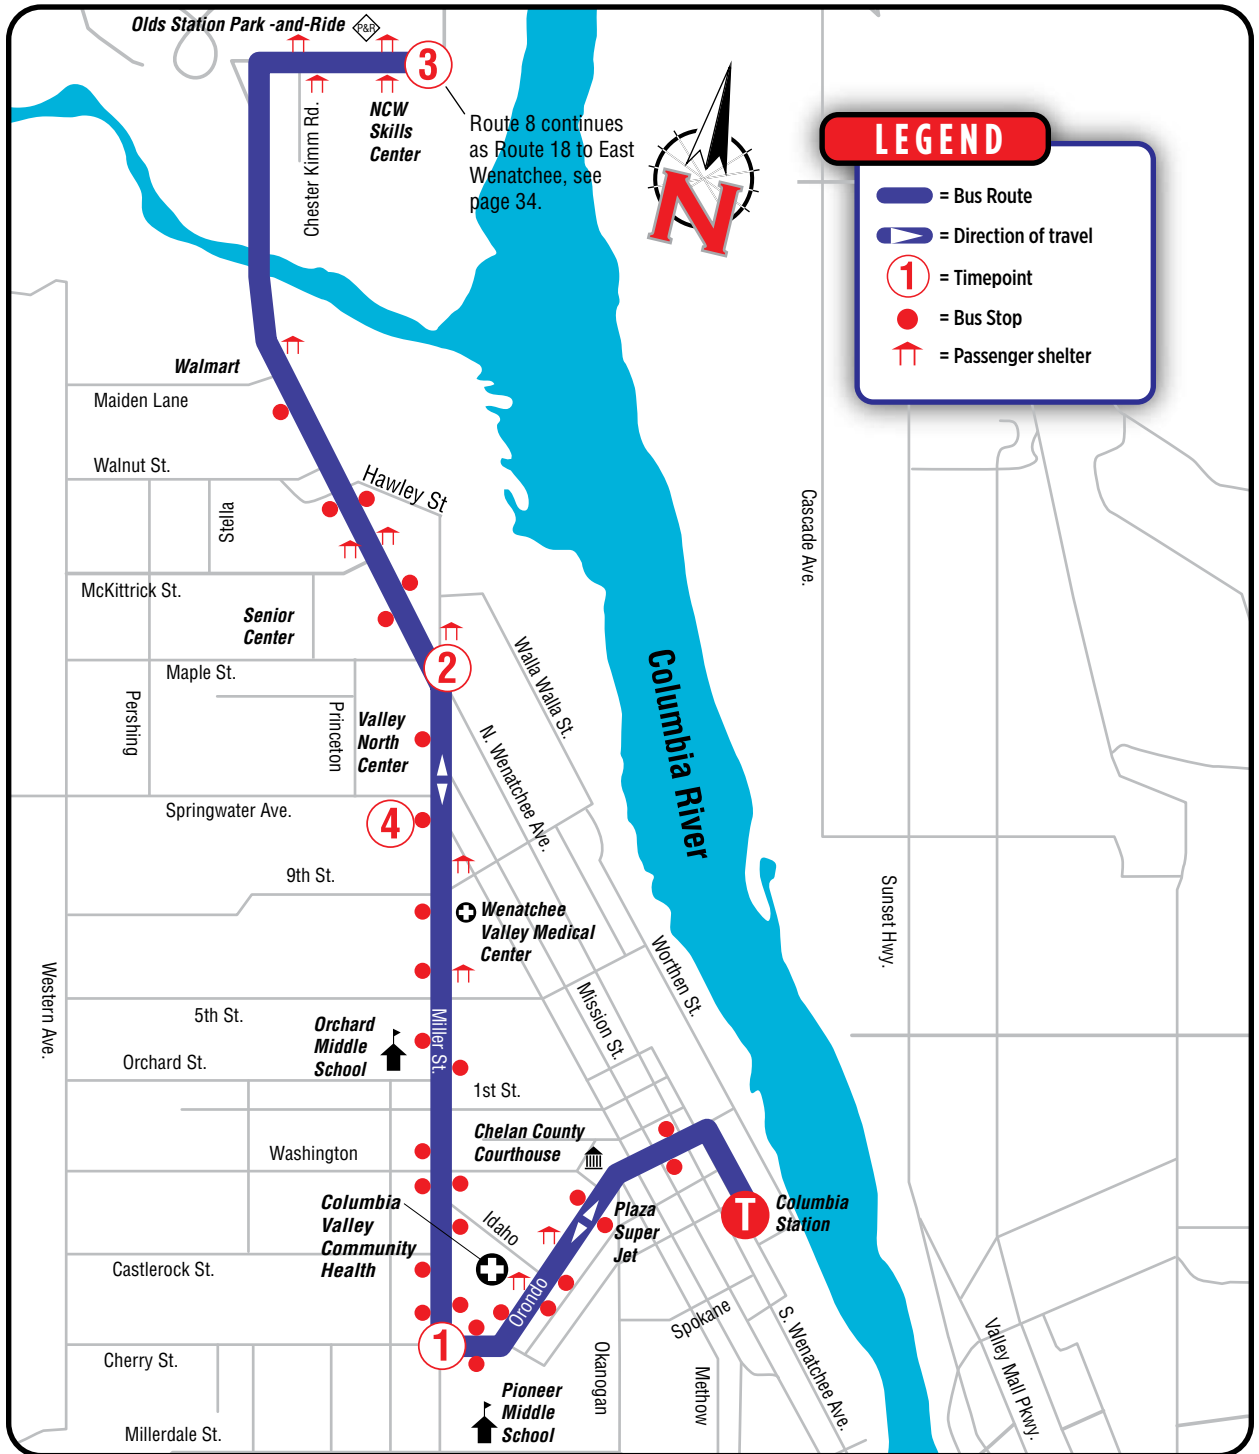 Olds Station Park -and-Ride
P&R
3
Chester Kimm Rd.
NCW
Skills
Center
Route 8 continues
as Route 18 to East
Wenatchee, see
page 34.
N
LEGEND
= Bus Route
= Direction of travel
1
= Timepoint
= Bus Stop
= Passenger shelter
Walmart
Maiden Lane
Walnut St.
Hawley St
Stella
Cascade Ave.
McKittrick St.
Senior
Center
2
Maple St.
Walla Walla St.
Columbia River
Pershing
Princeton
Valley
North
Center
N. Wenatchee Ave.
Springwater Ave.
4
9th St.
Sunset Hwy.
Wenatchee
Valley Medical
Center
Worthen St.
Western Ave.
Mission St.
5th St.
Orchard
Middle
School
Miller St.
Orchard St.
1st St.
Chelan County
Courthouse
Washington
Columbia
Valley
Community
Health
Idaho
Plaza
Super
Jet
T
Columbia
Station
Castlerock St.
Orondo
Spokane
S. Wenatchee Ave.
Valley Mall Pkwy.
1
Cherry St.
Okanogan
Methow
Pioneer
Middle
School
Millerdale St.